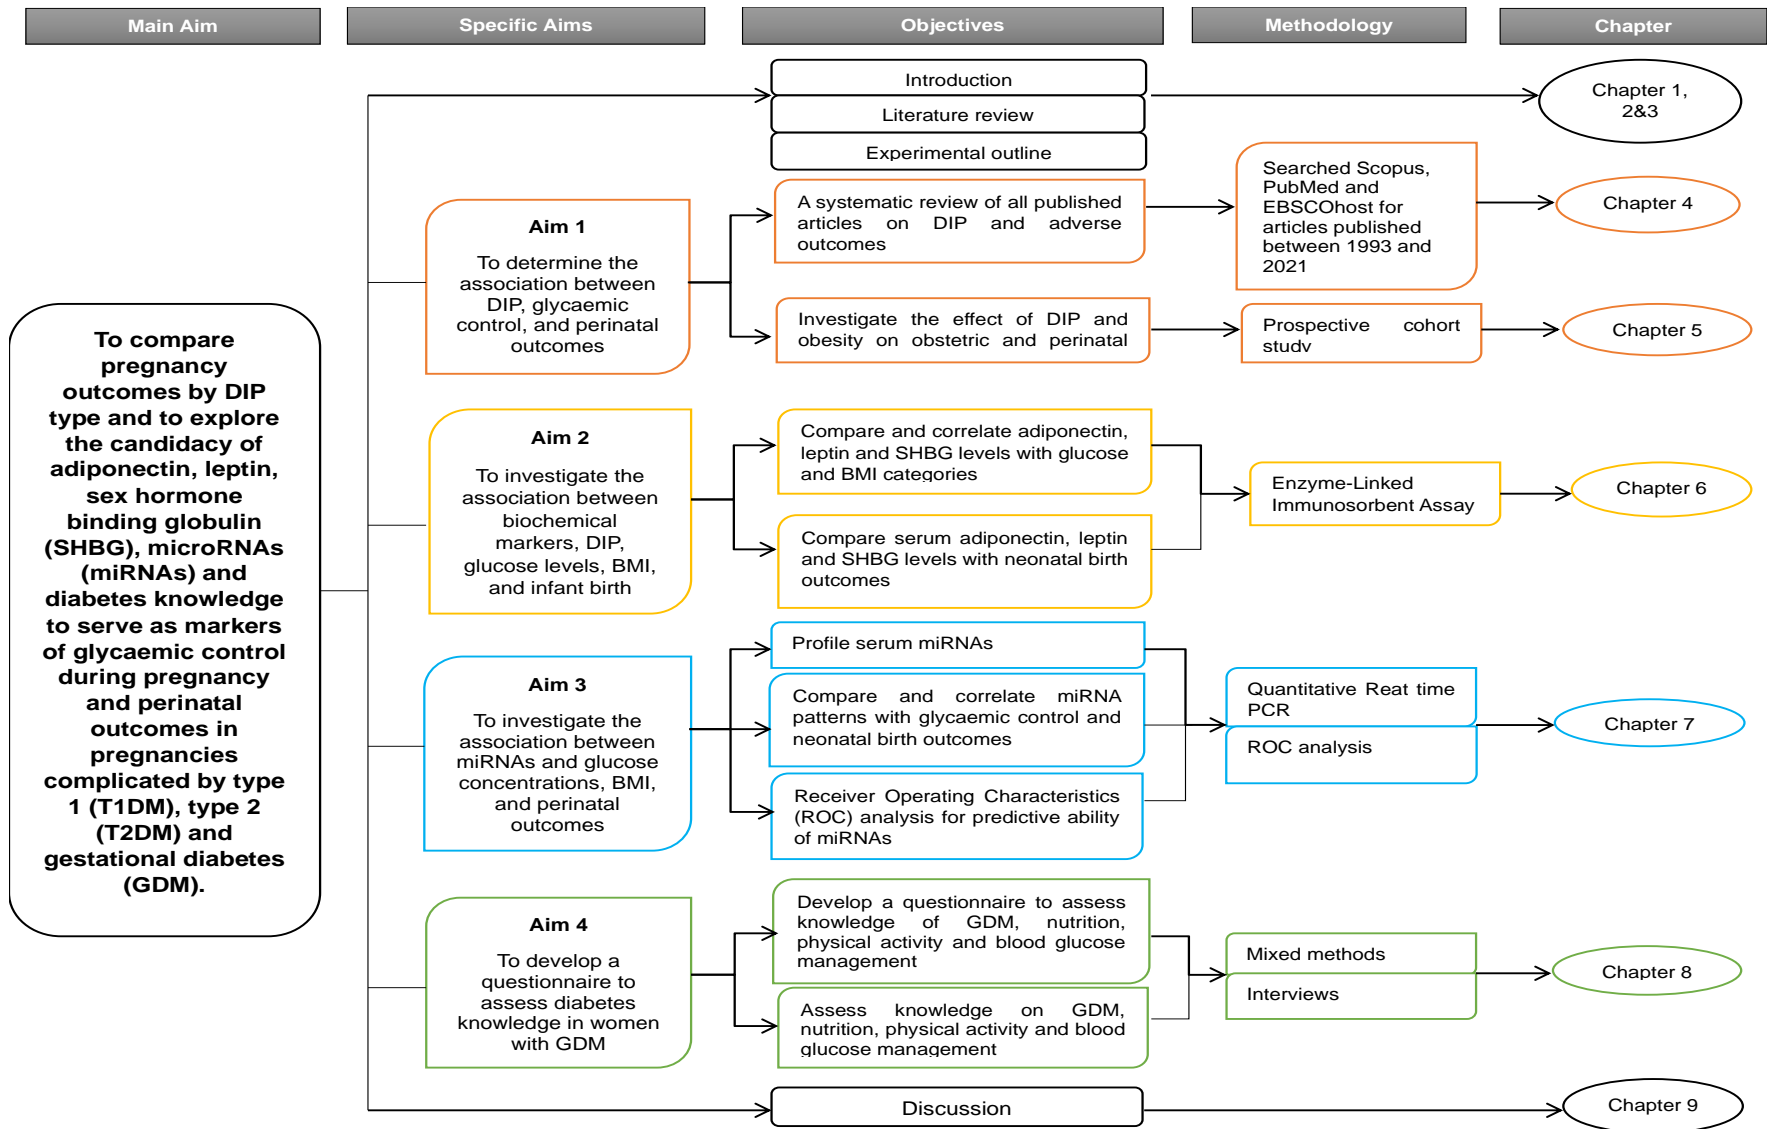 Main Aim
Specific Aims
Objectives
Methodology
Chapter
Introduction
Literature review
Experimental outline
Chapter 1,
2&3
To compare
pregnancy
outcomes by DIP
type and to explore
the candidacy of
adiponectin, leptin,
sex hormone
binding globulin
(SHBG), microRNAs
(miRNAs) and
diabetes knowledge
to serve as markers
of glycaemic control
during pregnancy
and perinatal
outcomes in
pregnancies
complicated by type
1 (T1DM), type 2
(T2DM) and
gestational diabetes
(GDM).
Aim 1
To determine the
association between
DIP, glycaemic
control, and perinatal
outcomes
A systematic review of all published
articles on DIP and adverse
outcomes
Searched Scopus,
PubMed and
EBSCOhost for
articles published
between 1993 and
2021
Chapter 4
Investigate the effect of DIP and
obesity on obstetric and perinatal
Prospective cohort
study
Chapter 5
Aim 2
To investigate the
association between
biochemical
markers, DIP,
glucose levels, BMI,
and infant birth
Compare and correlate adiponectin,
leptin and SHBG levels with glucose
and BMI categories
Compare serum adiponectin, leptin
and SHBG levels with neonatal birth
outcomes
Enzyme-Linked
Immunosorbent Assay
Chapter 6
Aim 3
To investigate the
association between
miRNAs and glucose
concentrations, BMI,
and perinatal
outcomes
Profile serum miRNAs
Compare and correlate miRNA
patterns with glycaemic control and
neonatal birth outcomes
Receiver Operating Characteristics
(ROC) analysis for predictive ability
of miRNAs
Quantitative Reat time
PCR
ROC analysis
Chapter 7
Aim 4
To develop a
questionnaire to
assess diabetes
knowledge in women
with GDM
Develop a questionnaire to assess
knowledge of GDM, nutrition,
physical activity and blood glucose
management
Assess knowledge on GDM,
nutrition, physical activity and blood
glucose management
Mixed methods
Interviews
Chapter 8
Discussion
Chapter 9